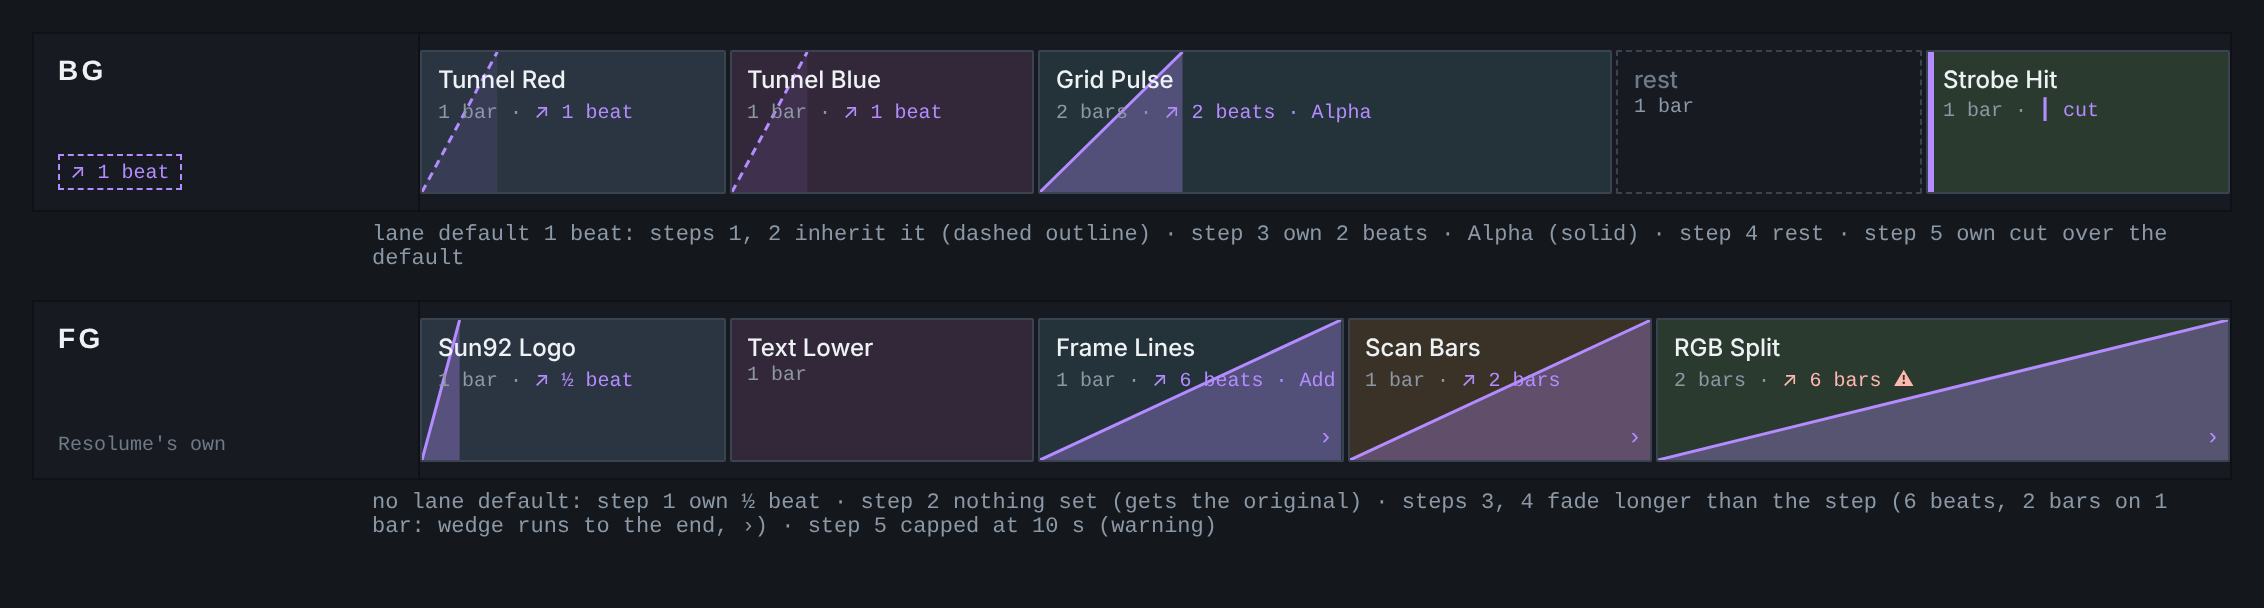 BG
↗ 1 beat
Tunnel Red
1 bar · ↗ 1 beat
Tunnel Blue
1 bar · ↗ 1 beat
Grid Pulse
2 bars · ↗ 2 beats · Alpha
rest
1 bar
Strobe Hit
1 bar · | cut
lane default 1 beat: steps 1, 2 inherit it (dashed outline) · step 3 own 2 beats · Alpha (solid) · step 4 rest · step 5 own cut over the
default
FG
Resolume's own
Sun92 Logo
1 bar · ↗ ½ beat
Text Lower
1 bar
Frame Lines
1 bar · ↗ 6 beats · Add
›
Scan Bars
1 bar · ↗ 2 bars
›
RGB Split
2 bars · ↗ 6 bars ⚠
›
no lane default: step 1 own ½ beat · step 2 nothing set (gets the original) · steps 3, 4 fade longer than the step (6 beats, 2 bars on 1
bar: wedge runs to the end, ›) · step 5 capped at 10 s (warning)